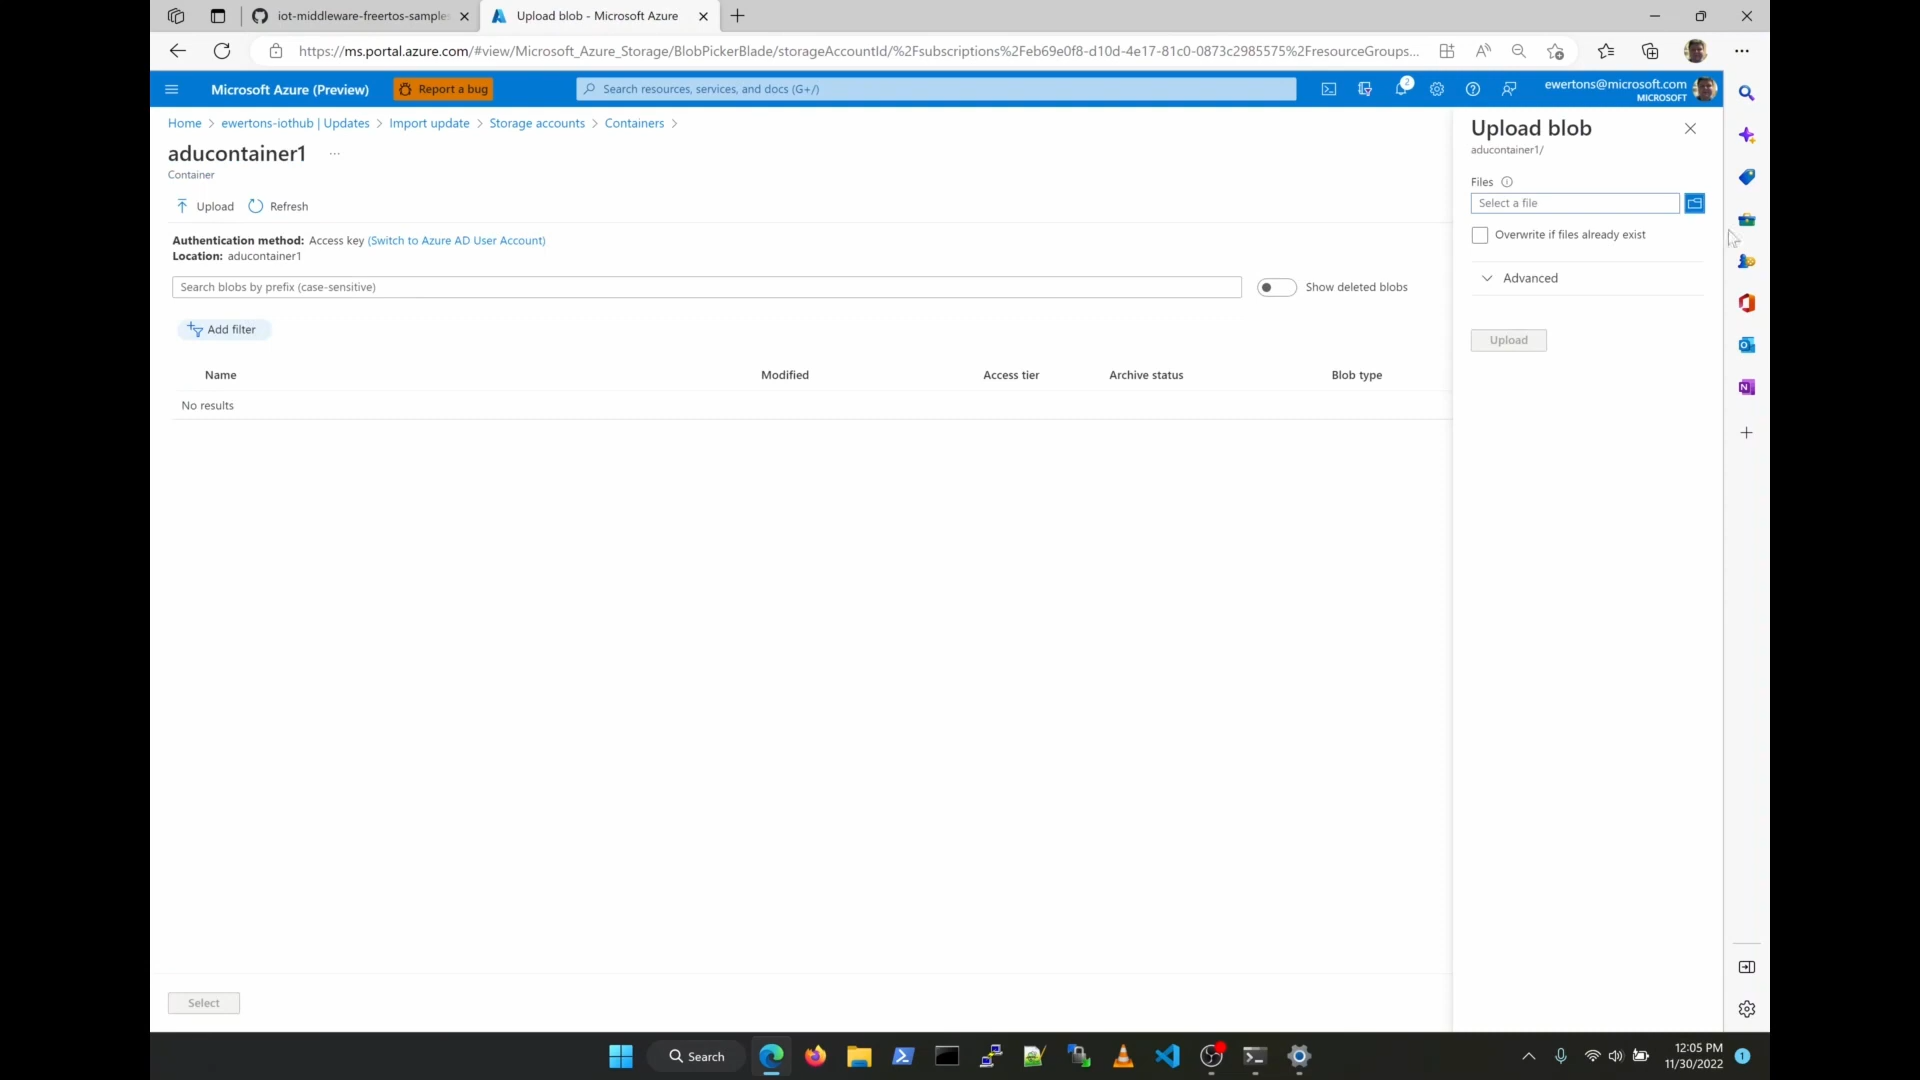 iot-middleware-freertos-samples
Upload blob - Microsoft Azure
https://ms.portal.azure.com/#view/Microsoft_Azure_Storage/BlobPickerBlade/storageAccountId/%2Fsubscriptions%2Feb69e0f8-d10d-4e17-81c0-0873c2985575%2FresourceGroups...
Microsoft Azure (Preview)
Report a bug
Search resources, services, and docs (G+/)
2
ewertons@microsoft.com
MICROSOFT
Home > ewertons-iothub | Updates > Import update > Storage accounts > Containers >
aducontainer1 ...
Container
Upload
Refresh
Authentication method: Access key (Switch to Azure AD User Account)
Location: aducontainer1
Search blobs by prefix (case-sensitive)
Show deleted blobs
Add filter
Name Modified Access tier Archive status Blob type
No results
Select
Upload blob
aducontainer1/
Files
Select a file
Overwrite if files already exist
Advanced
Upload
Search
12:05 PM
11/30/2022
1